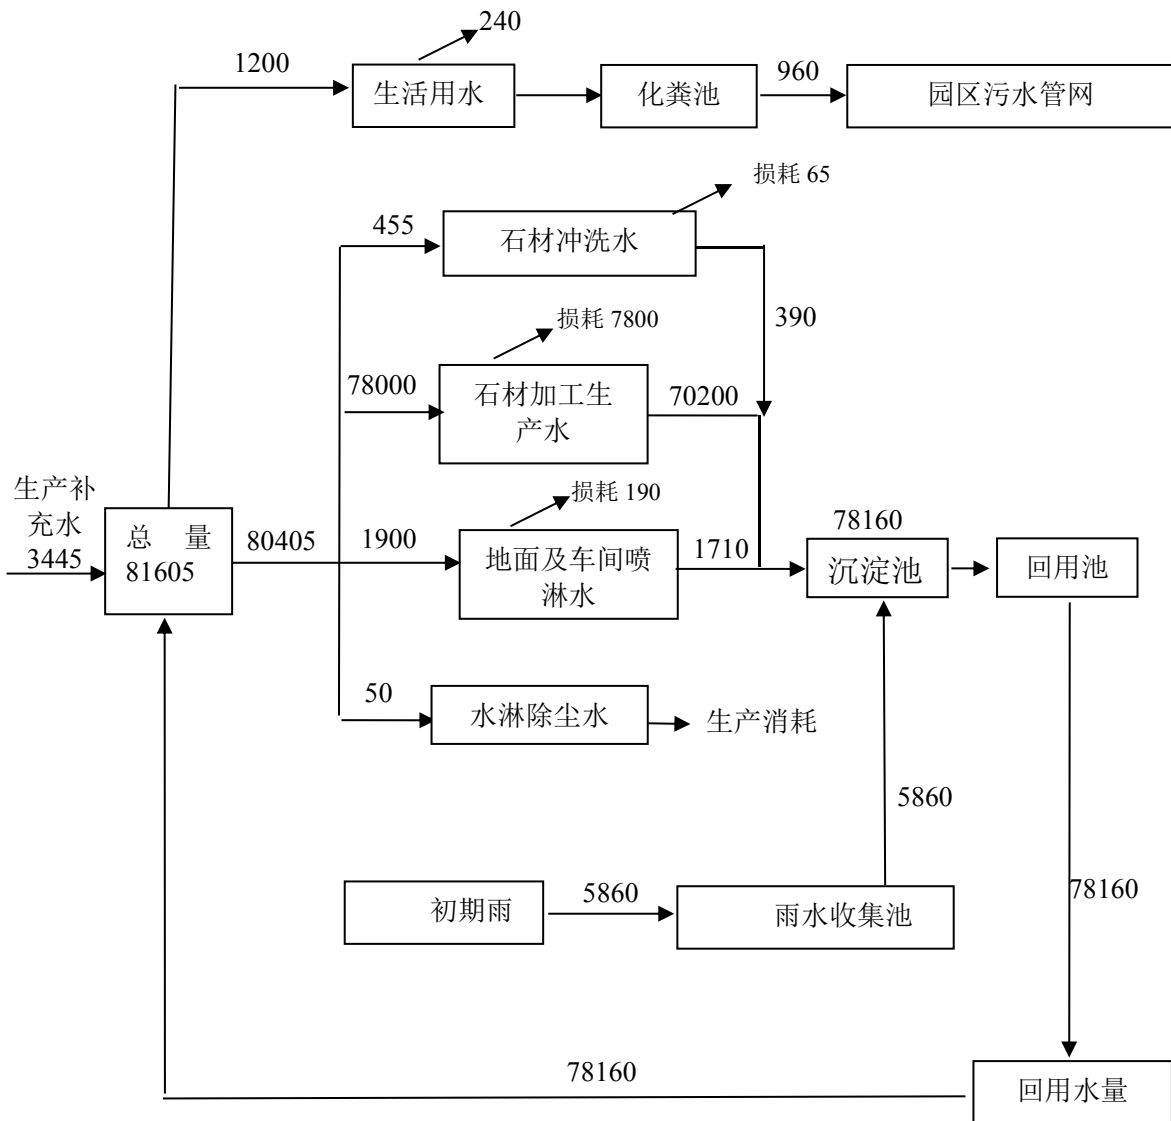 240
1200
生活用水
化粪池
960
园区污水管网
损耗 65
455
石材冲洗水
390
损耗 7800
78000
石材加工生
产水
70200
生产补
充水
3445
总 量
81605
80405
损耗 190
1900
地面及车间喷
淋水
1710
78160
沉淀池
回用池
50
水淋除尘水
生产消耗
5860
初期雨
5860
雨水收集池
78160
78160
回用水量